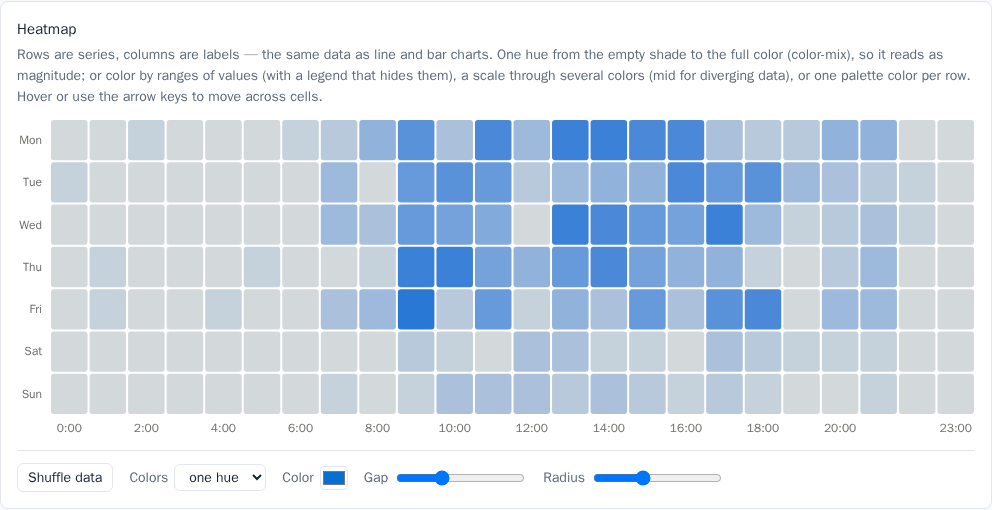 Heatmap
Rows are series, columns are labels — the same data as line and bar charts. One hue from the empty shade to the full color (color-mix), so it reads as
magnitude; or color by ranges of values (with a legend that hides them), a scale through several colors (mid for diverging data), or one palette color per row.
Hover or use the arrow keys to move across cells.
Mon
Tue
Wed
Thu
Fri
Sat
Sun
0:00 2:00 4:00 6:00 8:00 10:00 12:00 14:00 16:00 18:00 20:00 23:00
Shuffle data Colors one hue Color Gap Radius